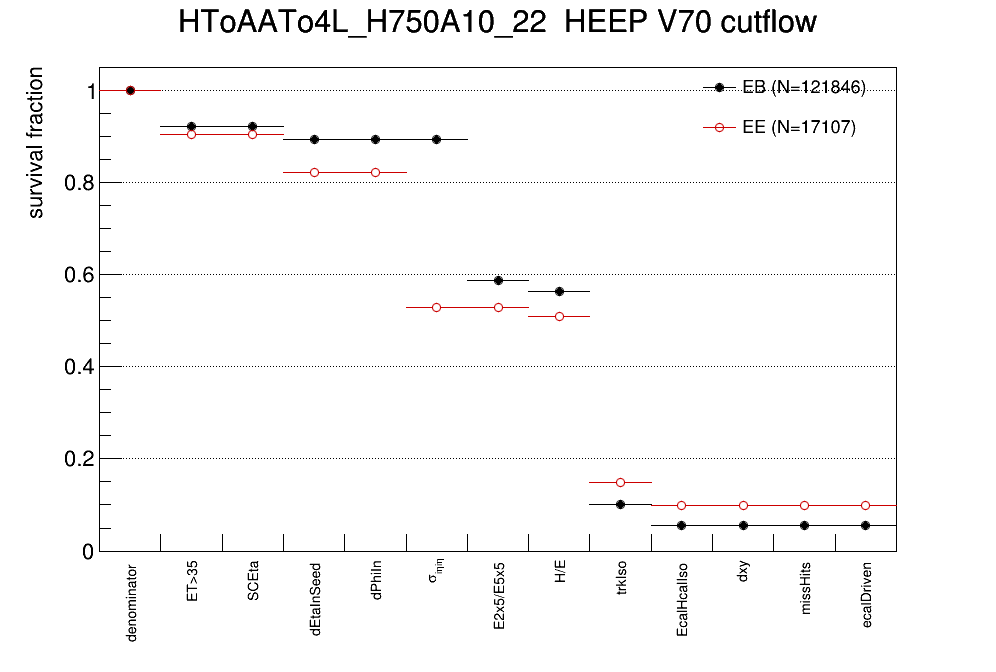 HToAATo4L_H750A10_22 HEEP V70 cutflow
survival fraction
1
0.8
0.6
0.4
0.2
0
EB (N=121846)
EE (N=17107)
denominator
ET>35
SCEta
dEtaInSeed
dPhiIn
σiηiη
E2x5/E5x5
H/E
trkIso
EcalHcalIso
dxy
missHits
ecalDriven